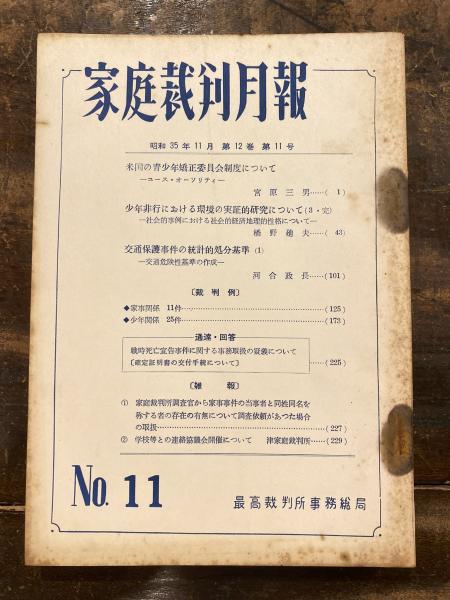 家庭裁判月報
昭和 35 年 11 月 第 12 巻 第 11 号
米国の青少年矯正委員会制度について
―ユース・オーソリティ―
宮原三男……( 1)
少年非行における環境の実証的研究について(3・完)
―社会的事例における社会的経済地理的性格について―
橋野穂夫……( 43)
交通保護事件の統計的処分基準 (1)
―交通危険性基準の作成―
河合政長……(101)
〔裁判例〕
◆家事関係 11件……(125)
◆少年関係 25件……(173)
通達・回答
戦時死亡宣告事件に関する事務取扱の疑義について
〔確定証明書の交付手続について〕……(225)
〔雑報〕
① 家庭裁判所調査官から家事事件の当事者と同姓同名を
称する者の存在の有無について調査依頼があつた場合
の取扱……(227)
② 学校等との連絡協議会開催について 津家庭裁判所……(229)
No. 11
最高裁判所事務総局